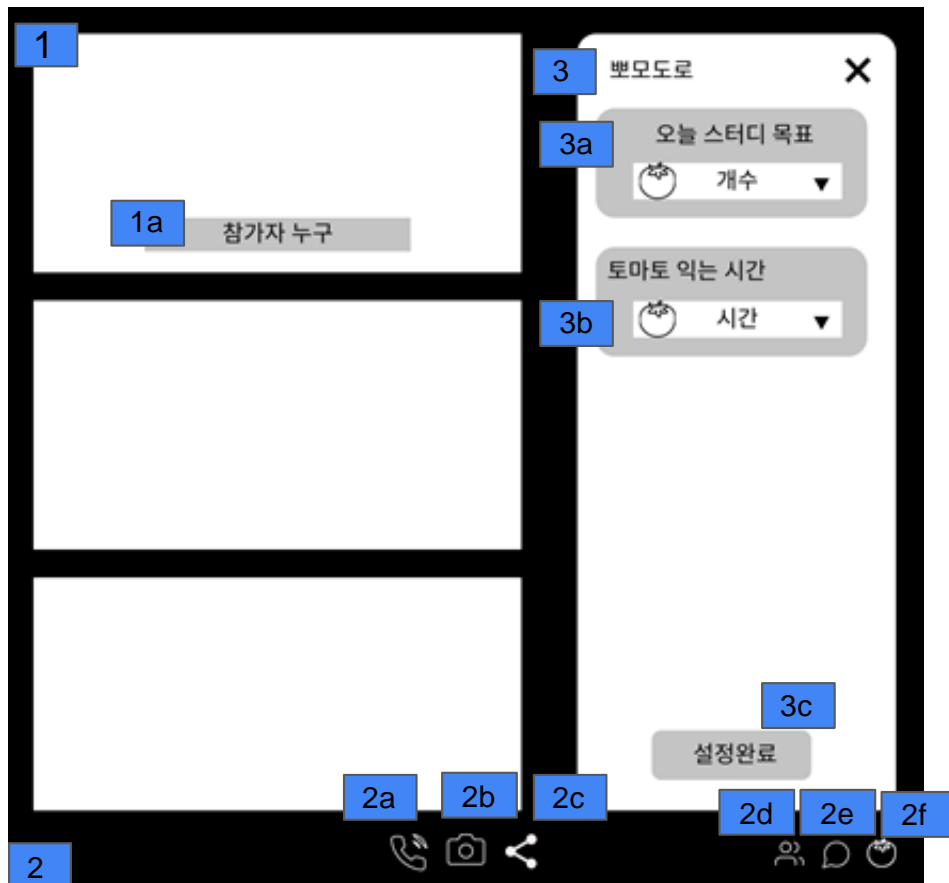 1
3
뽀모도로
3a
오늘 스터디 목표
개수
1a
참가자 누구
토마토 익는 시간
3b
시간
3c
설정완료
2a
2b
2c
2d
2e
2f
2